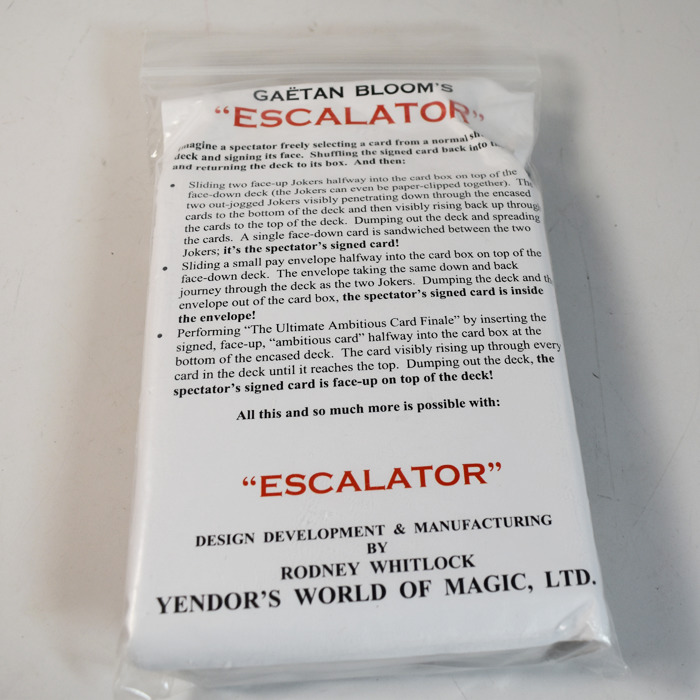 GAËTAN BLOOM'S
“ESCALATOR”
Imagine a spectator freely selecting a card from a normal
deck and signing its face. Shuffling the signed card back into
and returning the deck to its box. And then:
• Sliding two face-up Jokers halfway into the card box on top of the
face-down deck (the Jokers can even be paper-clipped together). The
two out-jogged Jokers visibly penetrating down through the encased
cards to the bottom of the deck and then visibly rising back up through
the cards to the top of the deck. Dumping out the deck and spreading
the cards. A single face-down card is sandwiched between the two
Jokers; it's the spectator's signed card!
• Sliding a small pay envelope halfway into the card box on top of the
face-down deck. The envelope taking the same down and back
journey through the deck as the two Jokers. Dumping the deck and
envelope out of the card box, the spectator's signed card is inside
the envelope!
• Performing “The Ultimate Ambitious Card Finale” by inserting the
signed, face-up, “ambitious card” halfway into the card box at the
bottom of the encased deck. The card visibly rising up through every
card in the deck until it reaches the top. Dumping out the deck, the
spectator's signed card is face-up on top of the deck!
All this and so much more is possible with:
“ESCALATOR”
DESIGN DEVELOPMENT & MANUFACTURING
BY
RODNEY WHITLOCK
YENDOR'S WORLD OF MAGIC, LTD.